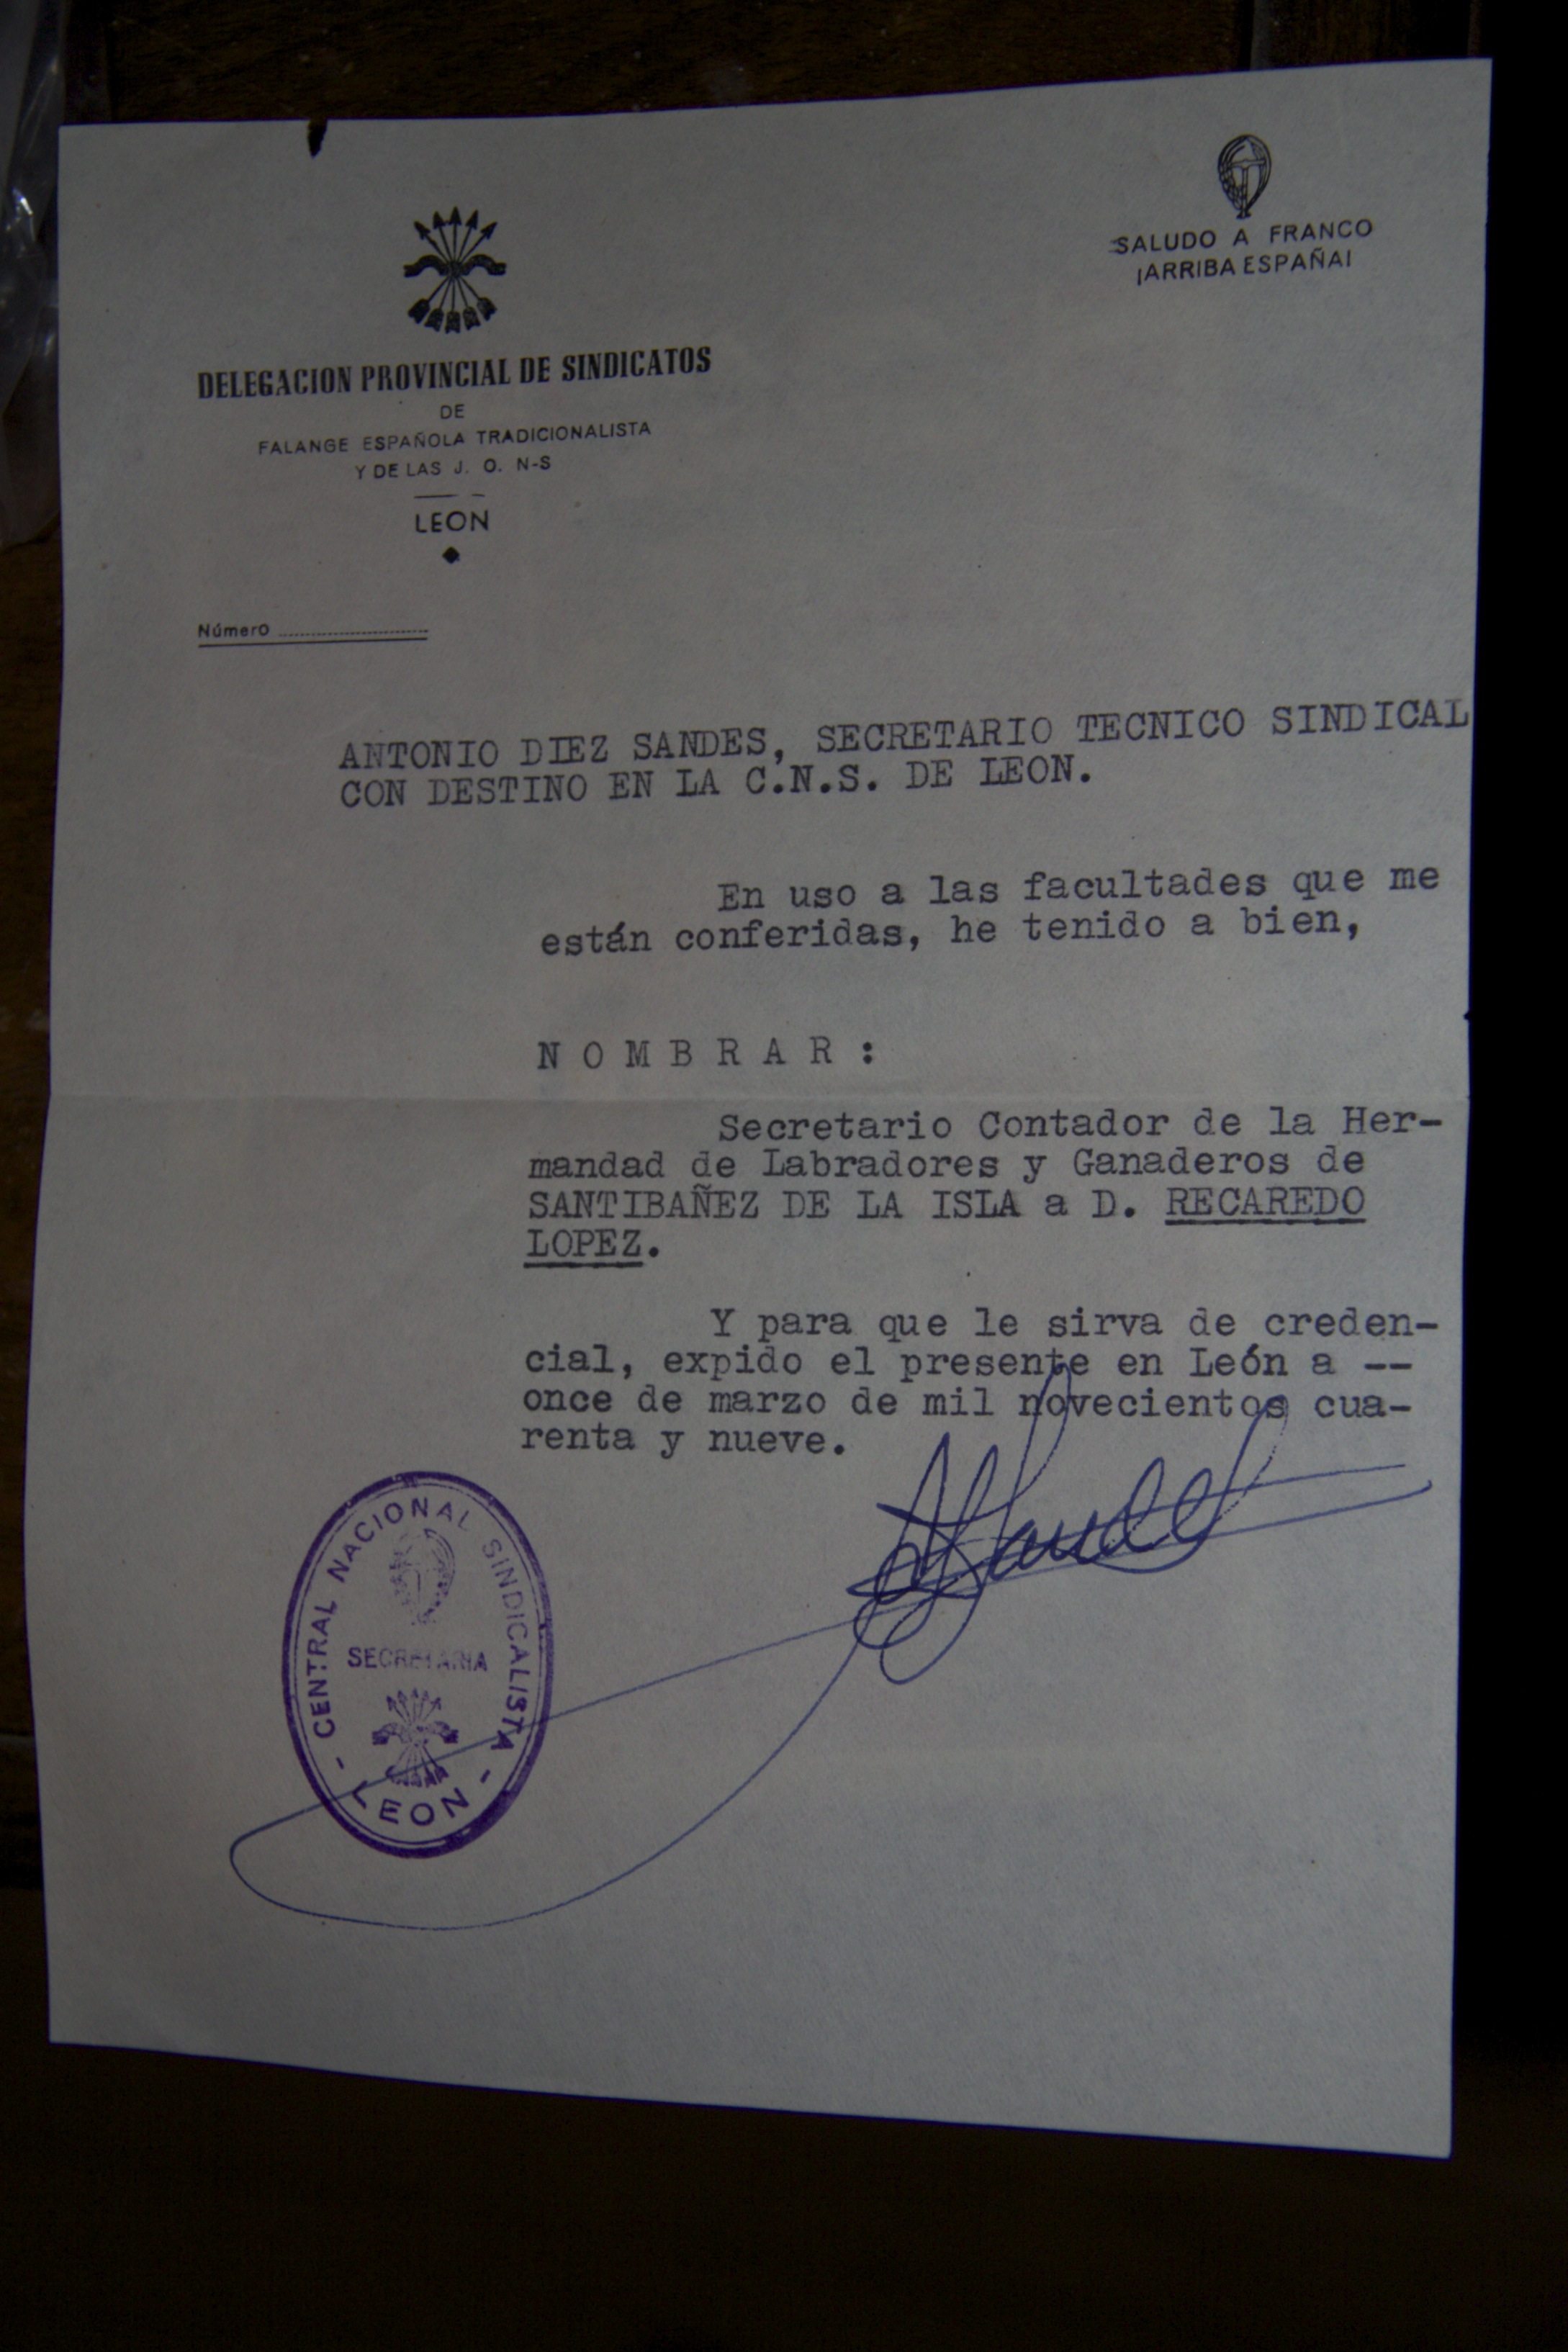 SALUDO A FRANCO
¡ARRIBA ESPAÑA!
DELEGACION PROVINCIAL DE SINDICATOS
DE
FALANGE ESPAÑOLA TRADICIONALISTA
Y DE LAS J. O. N-S
LEON
Número
ANTONIO DIEZ SANDES, SECRETARIO TECNICO SINDICAL
CON DESTINO EN LA C.N.S. DE LEON.
En uso a las facultades que me
están conferidas, he tenido a bien,
N O M B R A R :
Secretario Contador de la Her-
mandad de Labradores y Ganaderos de
SANTIBAÑEZ DE LA ISLA a D. RECAREDO
LOPEZ.
Y para que le sirva de creden-
cial, expido el presente en León a --
once de marzo de mil novecientos cua-
renta y nueve.
CENTRAL NACIONAL SINDICALISTA
SECRETARIA
- LEON -